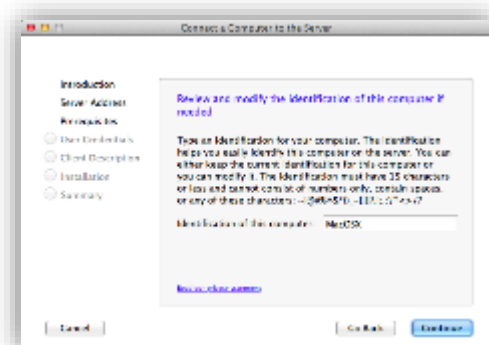 Connect a Computer to the Server
Introduction
Server Address
Prerequisites
User Credentials
Client Description
Installation
Summary
Review and modify the identification of this computer if
needed
Type an identification for your computer. The identification
helps you easily identify this computer on the server. You can
either keep the current identification for this computer or
you can modify it. The identification must have 15 characters
or less and cannot consist of numbers only, contain spaces,
or any of these characters:
Identification of this computer: MacOSX
Cancel
Go Back
Continue